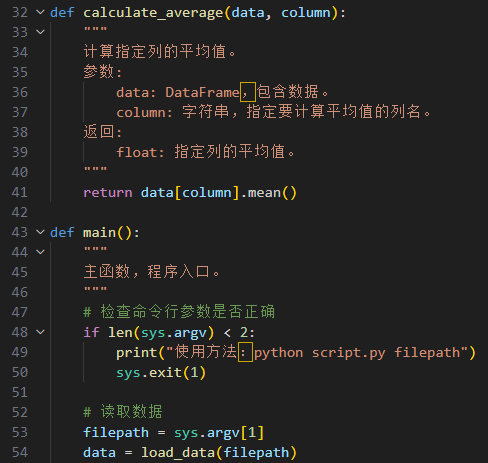 32 def calculate_average(data, column):
33     """
34     计算指定列的平均值。
35     参数:
36         data: DataFrame，包含数据。
37         column: 字符串，指定要计算平均值的列名。
38     返回:
39         float: 指定列的平均值。
40     """
41     return data[column].mean()
42
43 def main():
44     """
45     主函数，程序入口。
46     """
47     # 检查命令行参数是否正确
48     if len(sys.argv) < 2:
49         print("使用方法：python script.py filepath")
50         sys.exit(1)
51
52     # 读取数据
53     filepath = sys.argv[1]
54     data = load_data(filepath)